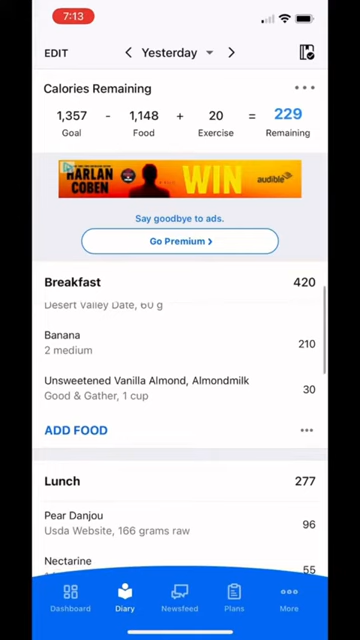 7:13
EDIT
Yesterday
Calories Remaining
1,357 - 1,148 + 20 = 229
Goal Food Exercise Remaining
HARLAN
COBEN
WIN
audible
Say goodbye to ads.
Go Premium
Breakfast 420
Desert Valley Date, 60 g
Banana
2 medium
210
Unsweetened Vanilla Almond, Almondmilk
Good & Gather, 1 cup
30
ADD FOOD
Lunch 277
Pear Danjou
Usda Website, 166 grams raw
96
Nectarine
55
Dashboard Diary Newsfeed Plans More